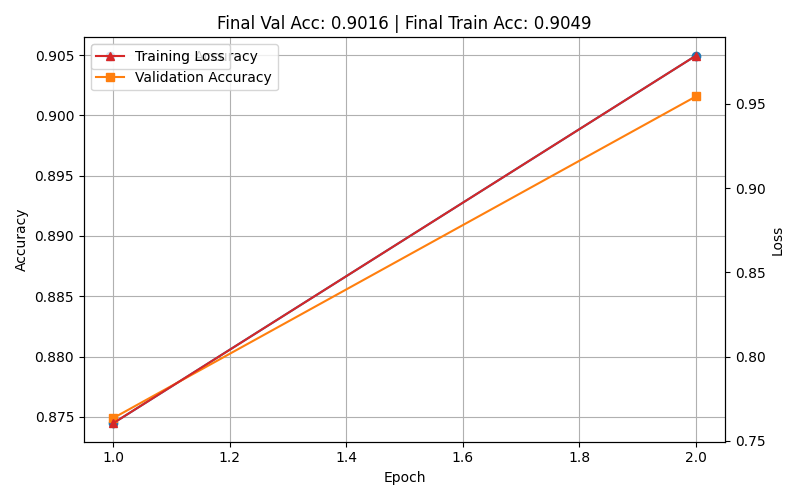 Final Val Acc: 0.9016 | Final Train Acc: 0.9049
Training Loss
Validation Accuracy
0.905
0.900
0.895
0.890
0.885
0.880
0.875
Accuracy
0.95
0.90
0.85
0.80
0.75
Loss
1.0 1.2 1.4 1.6 1.8 2.0
Epoch